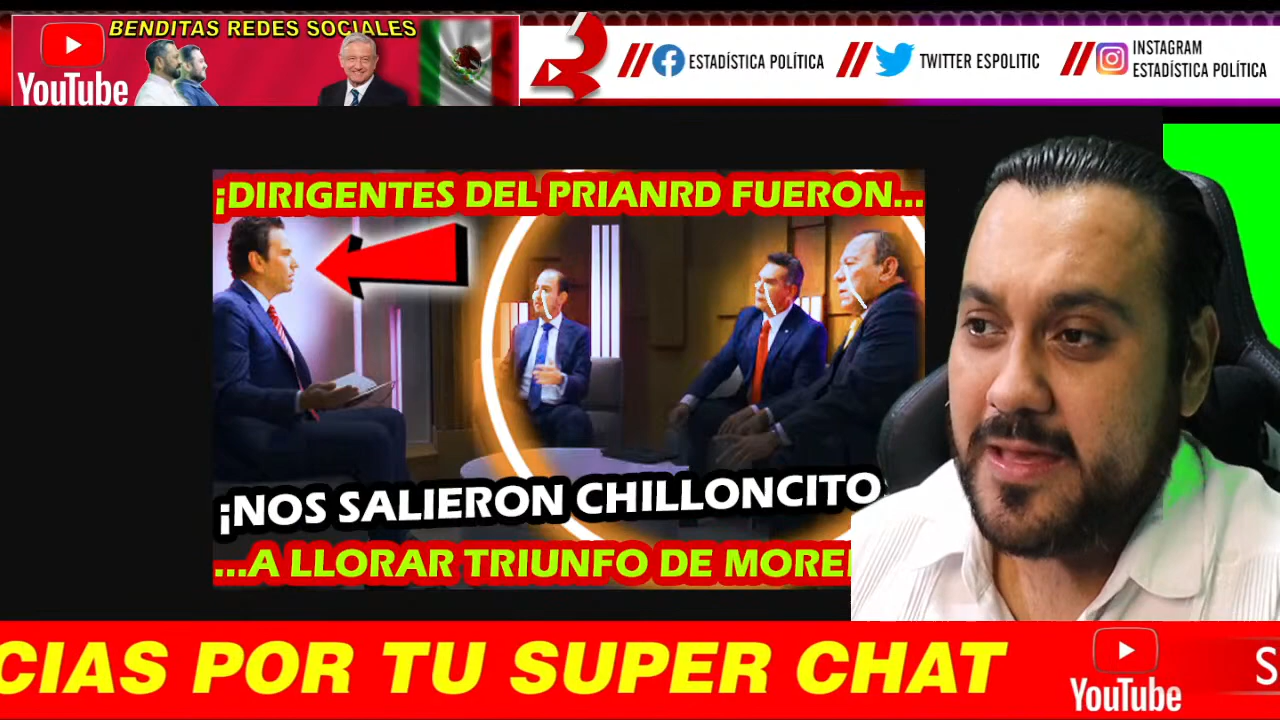 BENDITAS REDES SOCIALES
YouTube
ESTADÍSTICA POLÍTICA
TWITTER ESPOLITIC
INSTAGRAM
ESTADÍSTICA POLÍTICA
¡DIRIGENTES DEL PRIANRD FUERON...
¡NOS SALIERON CHILLONCITO
...A LLORAR TRIUNFO DE MORE
CIAS POR TU SUPER CHAT
YouTube
S